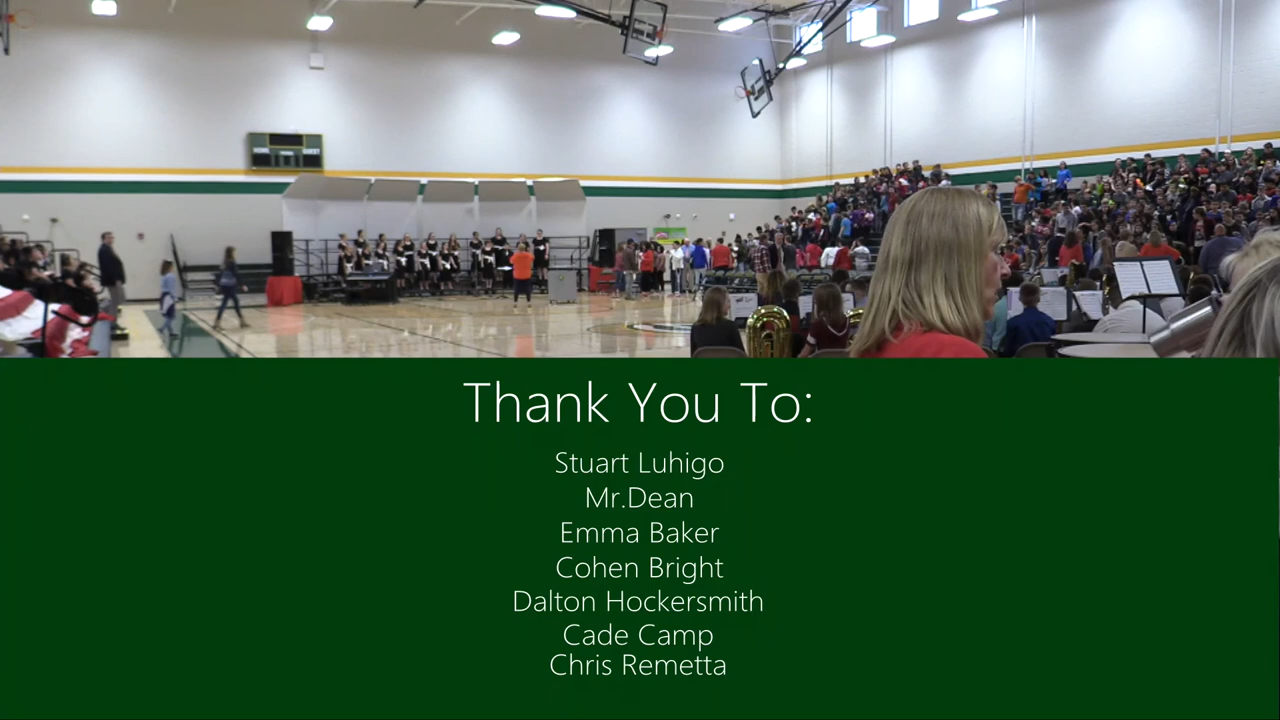 Thank You To:
Stuart Luhigo
Mr.Dean
Emma Baker
Cohen Bright
Dalton Hockersmith
Cade Camp
Chris Remetta